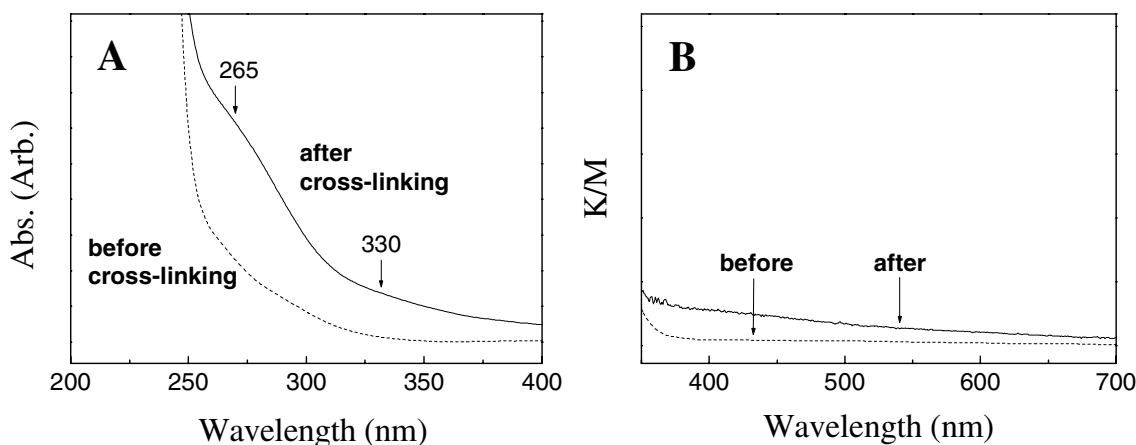 A
265
after
cross-linking
330
before
cross-linking
Abs. (Arb.)
200 250 300 350 400
Wavelength (nm)
B
K/M
before after
400 500 600 700
Wavelength (nm)